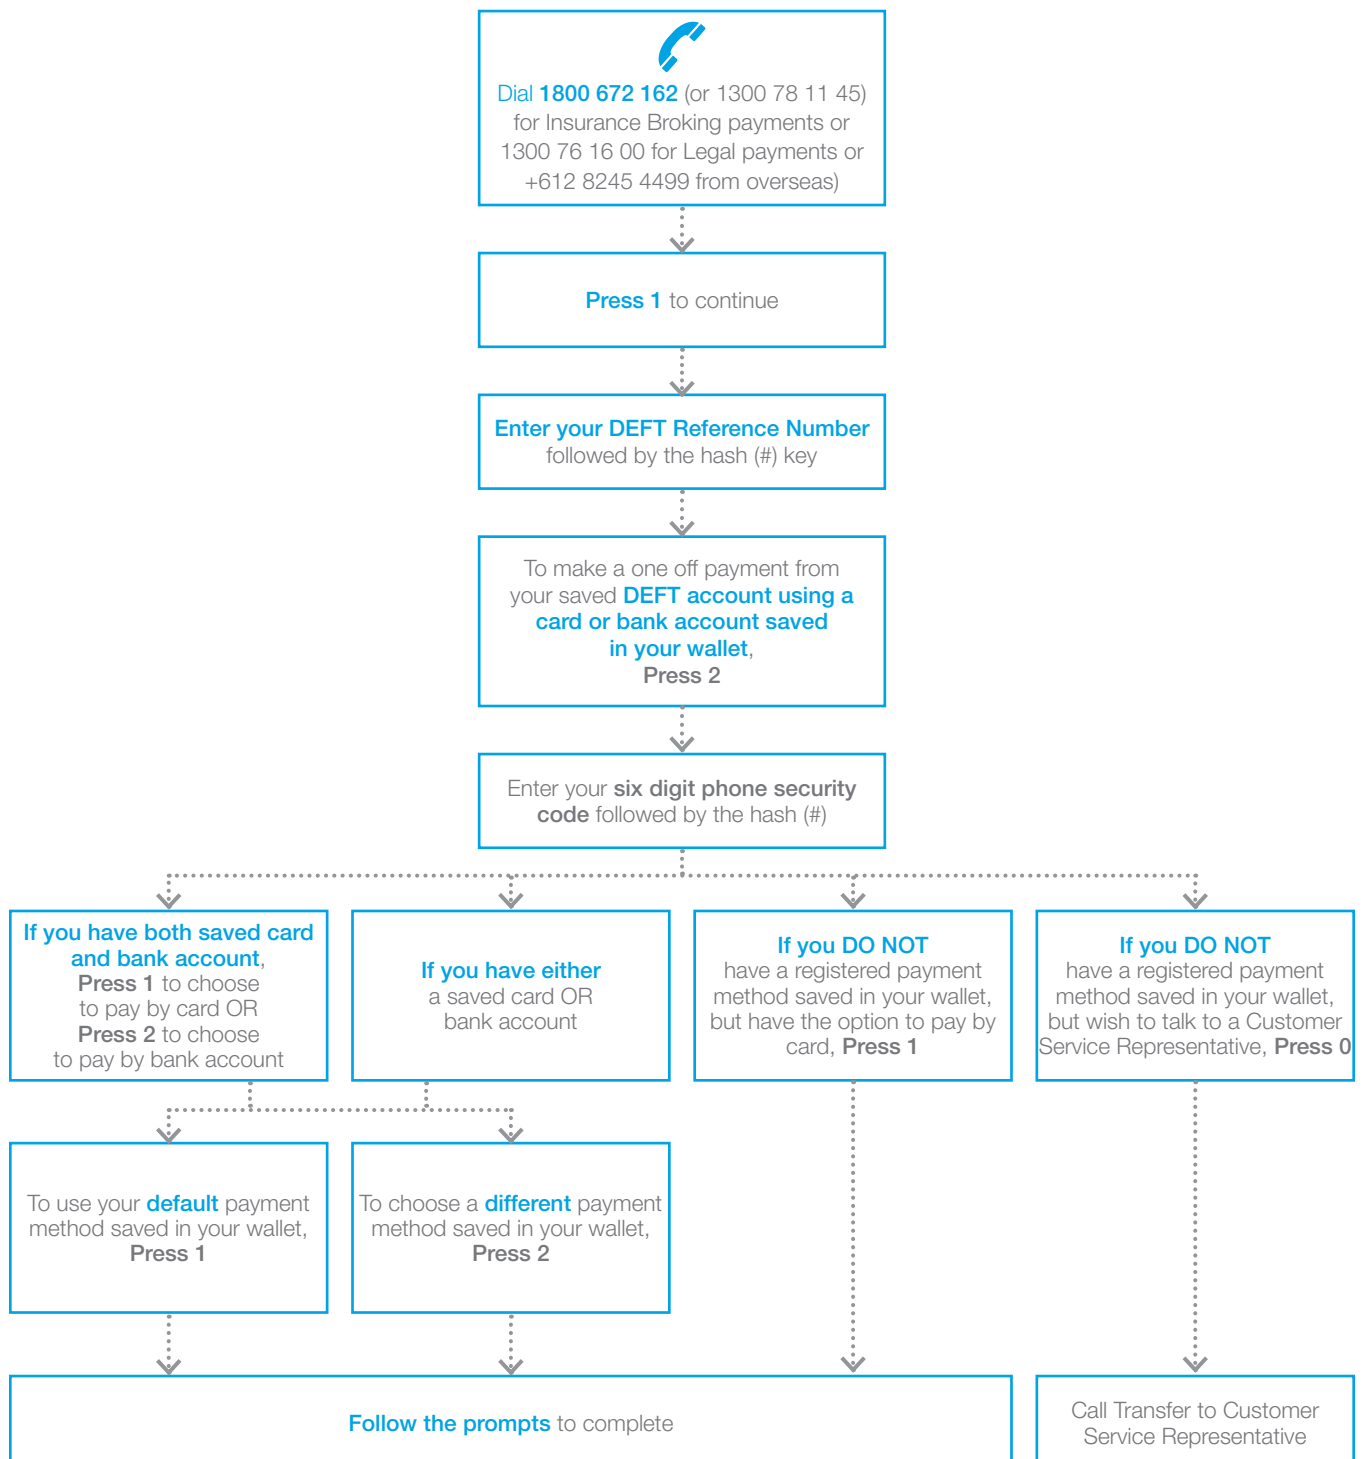 Dial 1800 672 162 (or 1300 78 11 45)
for Insurance Broking payments or
1300 76 16 00 for Legal payments or
+612 8245 4499 from overseas)
Press 1 to continue
Enter your DEFT Reference Number
followed by the hash (#) key
To make a one off payment from
your saved DEFT account using a
card or bank account saved
in your wallet,
Press 2
Enter your six digit phone security
code followed by the hash (#)
If you have both saved card
and bank account,
Press 1 to choose
to pay by card OR
Press 2 to choose
to pay by bank account
If you have either
a saved card OR
bank account
If you DO NOT
have a registered payment
method saved in your wallet,
but have the option to pay by
card, Press 1
If you DO NOT
have a registered payment
method saved in your wallet,
but wish to talk to a Customer
Service Representative, Press 0
To use your default payment
method saved in your wallet,
Press 1
To choose a different payment
method saved in your wallet,
Press 2
Follow the prompts to complete
Call Transfer to Customer
Service Representative